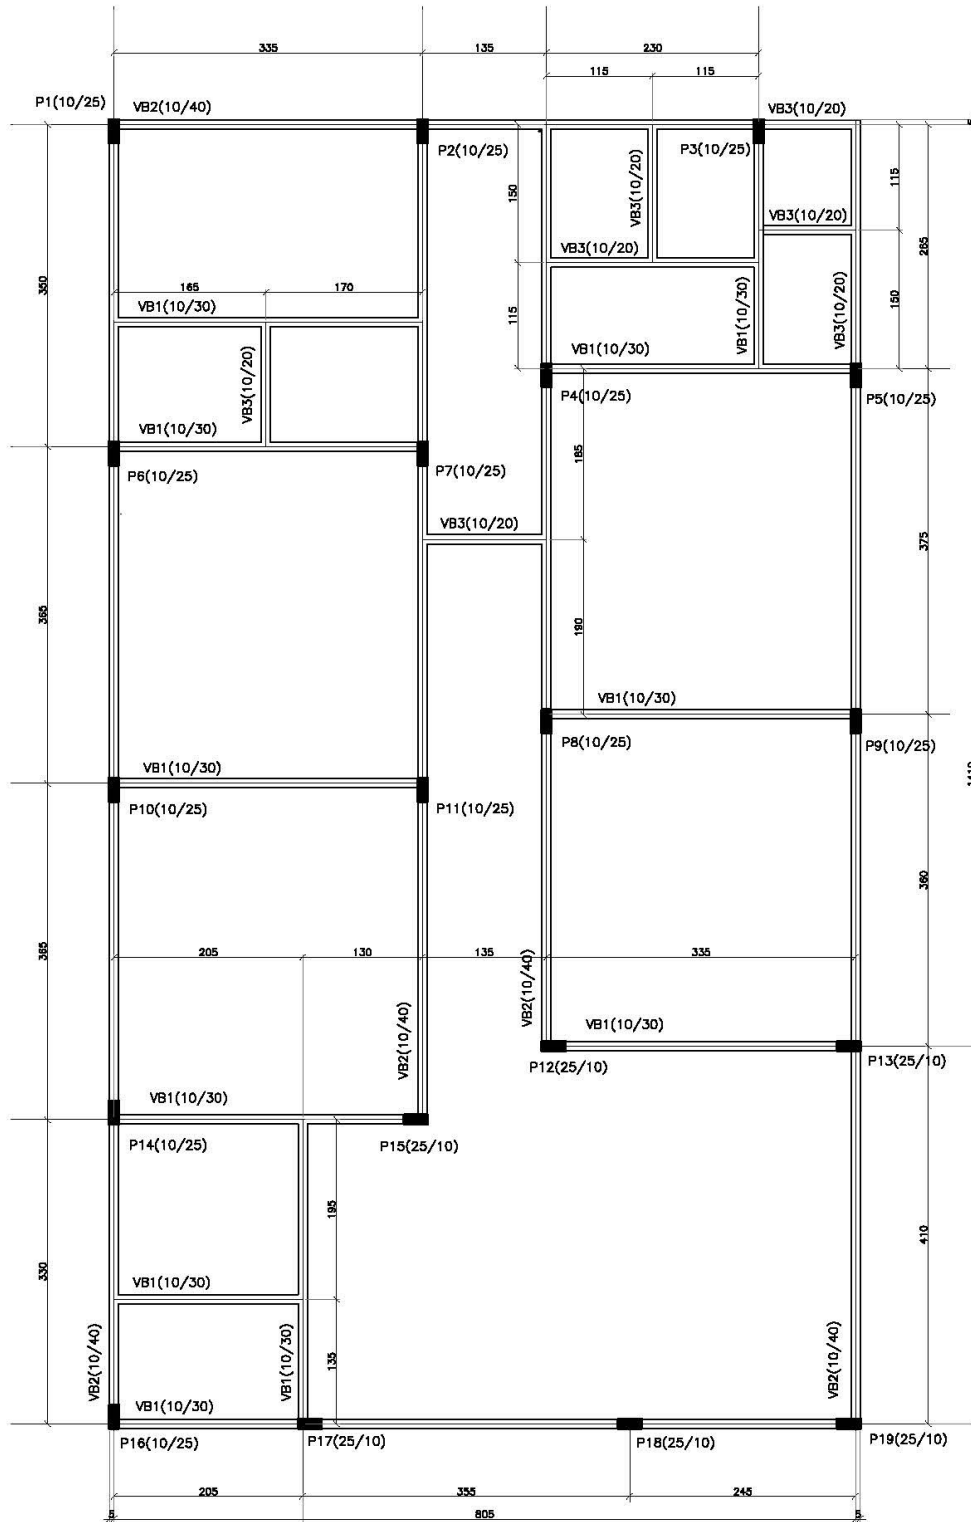 335
135
230
115
115
P1(10/25)
VB2(10/40)
VB3(10/20)
P2(10/25)
P3(10/25)
150
VB3(10/20)
115
265
VB3(10/20)
VB3(10/20)
350
165
170
VB1(10/30)
115
VB1(10/30)
VB3(10/20)
150
VB3(10/20)
VB1(10/30)
P4(10/25)
P5(10/25)
VB1(10/30)
P6(10/25)
P7(10/25)
185
VB3(10/20)
375
365
190
VB1(10/30)
P8(10/25)
P9(10/25)
VB1(10/30)
P10(10/25)
P11(10/25)
1410
360
365
205
130
135
335
VB2(10/40)
VB2(10/40)
VB1(10/30)
P12(25/10)
P13(25/10)
VB1(10/30)
P14(10/25)
P15(25/10)
195
410
330
VB1(10/30)
VB2(10/40)
VB1(10/30)
135
VB2(10/40)
VB1(10/30)
P16(10/25)
P17(25/10)
P18(25/10)
P19(25/10)
205
355
245
5
805
5